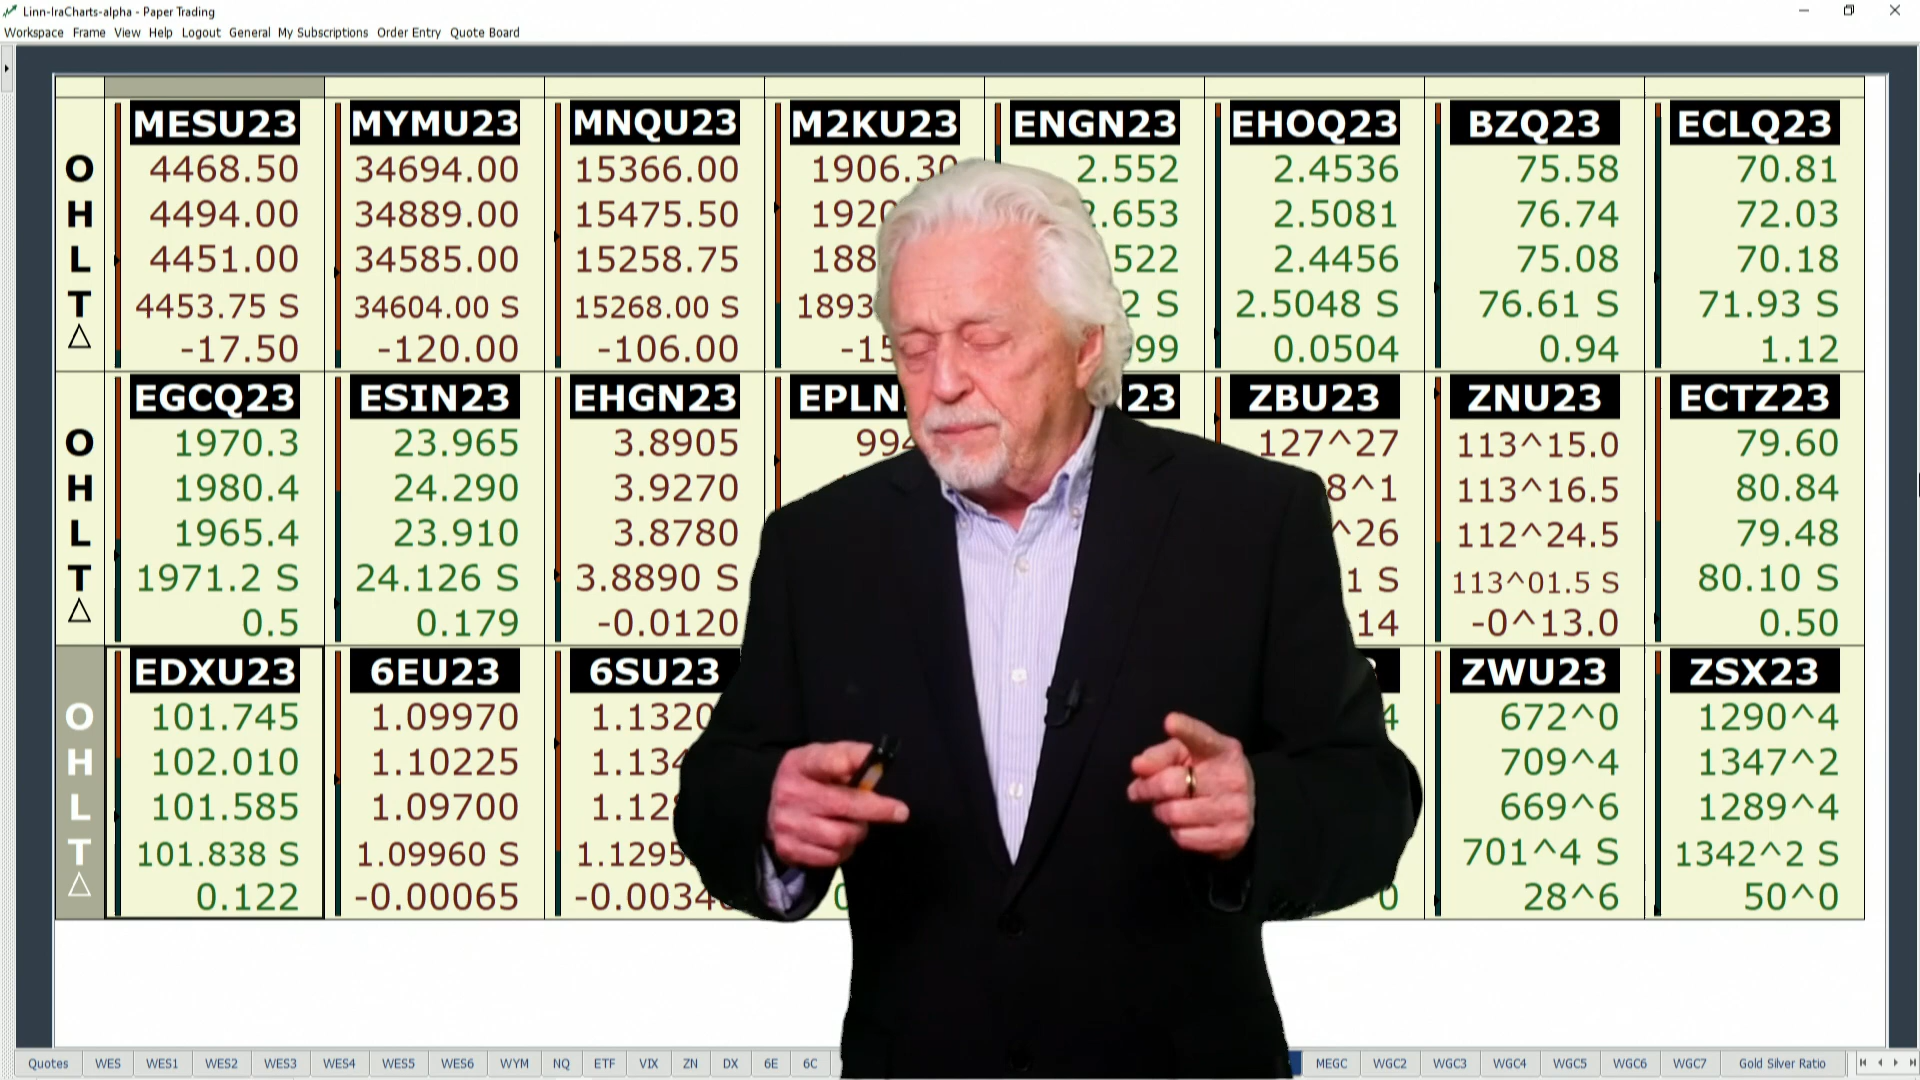 Linn-IraCharts-alpha - Paper Trading
Workspace Frame View Help Logout General My Subscriptions Order Entry Quote Board
MESU23 MYMU23 MNQU23 M2KU23 ENGN23 EHOQ23 BZQ23 ECLQ23
O 4468.50 34694.00 15366.00 1906.30 2.552 2.4536 75.58 70.81
H 4494.00 34889.00 15475.50 2.5081 76.74 72.03
L 4451.00 34585.00 15258.75 2.4456 75.08 70.18
T 4453.75 S 34604.00 S 15268.00 S 2.5048 S 76.61 S 71.93 S
△ -17.50 -120.00 -106.00 0.0504 0.94 1.12
EGCQ23 ESIN23 EHGN23 ZBU23 ZNU23 ECTZ23
O 1970.3 23.965 3.8905 127^27 113^15.0 79.60
H 1980.4 24.290 3.9270 113^16.5 80.84
L 1965.4 23.910 3.8780 112^24.5 79.48
T 1971.2 S 24.126 S 3.8890 S 113^01.5 S 80.10 S
△ 0.5 0.179 -0.0120 -0^13.0 0.50
EDXU23 6EU23 6SU23 ZWU23 ZSX23
O 101.745 1.09970 672^0 1290^4
H 102.010 1.10225 709^4 1347^2
L 101.585 1.09700 669^6 1289^4
T 101.838 S 1.09960 S 701^4 S 1342^2 S
△ 0.122 -0.00065 28^6 50^0
Quotes WES WES1 WES2 WES3 WES4 WES5 WES6 WYM NQ ETF VIX ZN DX 6E 6C MEGC WGC2 WGC3 WGC4 WGC5 WGC6 WGC7 Gold Silver Ratio